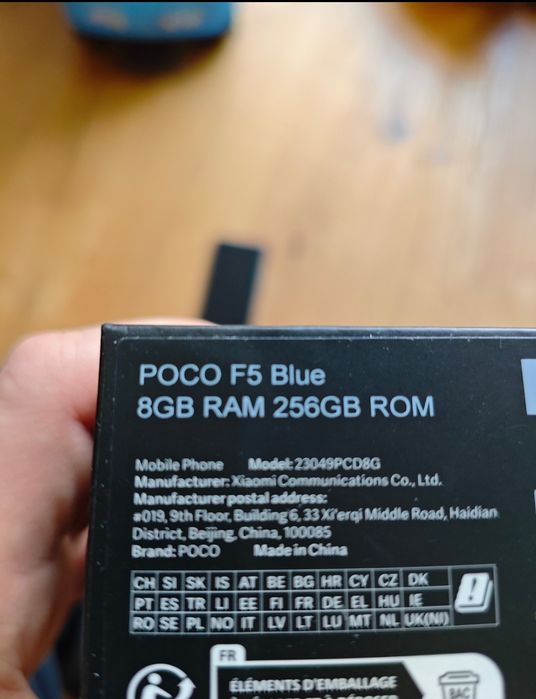 POCO F5 Blue
8GB RAM 256GB ROM
Mobile Phone Model: 23049PCD8G
Manufacturer: Xiaomi Communications Co., Ltd.
Manufacturer postal address:
#019, 9th Floor, Building 6, 33 Xi'erqi Middle Road, Haidian
District, Beijing, China, 100085
Brand: POCO Made in China
CH SI SK IS AT BE BG HR CY CZ DK
PT ES TR LI EE FI FR DE EL HU IE
RO SE PL NO IT LV LT LU MT NL UK(NI)
FR
ÉLÉMENTS D'EMBALLAGE
BAC